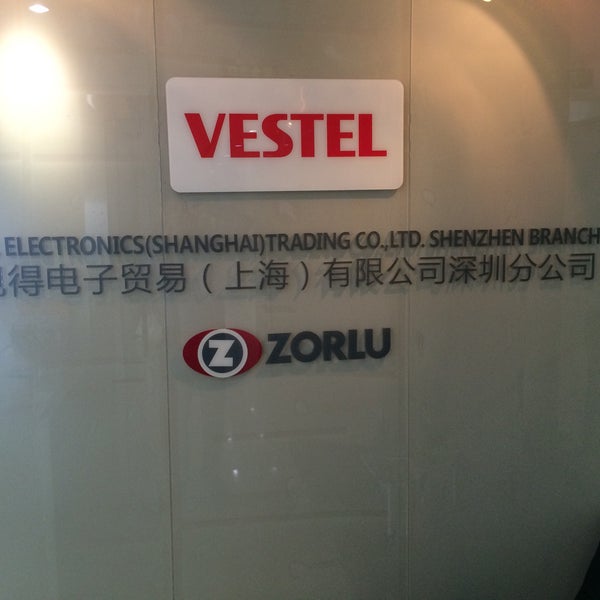 VESTEL
ELECTRONICS(SHANGHAI)TRADING CO.,LTD. SHENZHEN BRANCH
得电子贸易（上海）有限公司深圳分公司
Z ZORLU